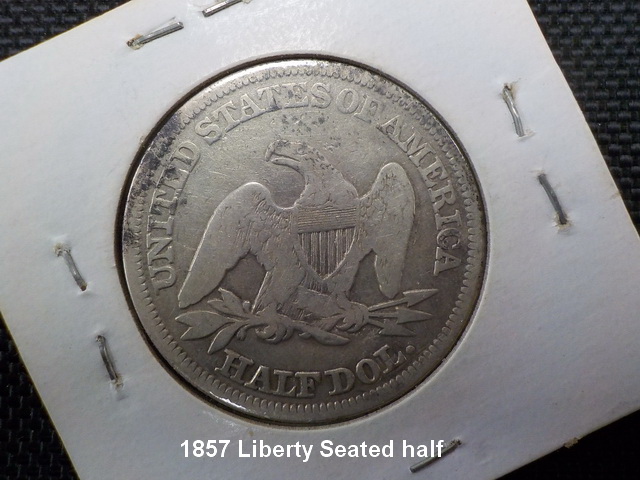 UNITED STATES OF AMERICA
HALF DOL.
1857 Liberty Seated half